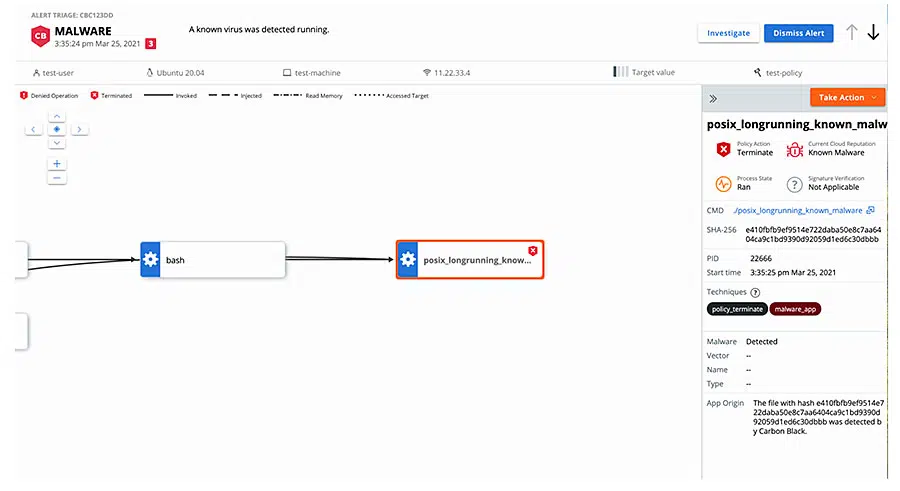 ALERT TRIAGE: CBC123DD
CB
MALWARE
3:35:24 pm Mar 25, 2021 3
A known virus was detected running.
Investigate
Dismiss Alert
test-user
Ubuntu 20.04
test-machine
11.22.33.4
Target value
test-policy
Denied Operation
Terminated
Invoked
Injected
Read Memory
Accessed Target
Take Action
posix_longrunning_known_malw
Policy Action
Terminate
Current Cloud Reputation
Known Malware
Process State
Ran
Signature Verification
Not Applicable
CMD ./posix_longrunning_known_malware
SHA-256 e410fbfb9ef9514e722daba50e8c7aa64
04ca9c1bd9390d92059d1ed6c30dbbb
PID 22666
Start time 3:35:25 pm Mar 25, 2021
Techniques ?
policy_terminate malware_app
Malware Detected
Vector --
Name --
Type --
App Origin The file with hash e410fbfb9ef9514e7
22daba50e8c7aa6404ca9c1bd9390d
92059d1ed6c30dbbb was detected b
y Carbon Black.
bash
posix_longrunning_know...